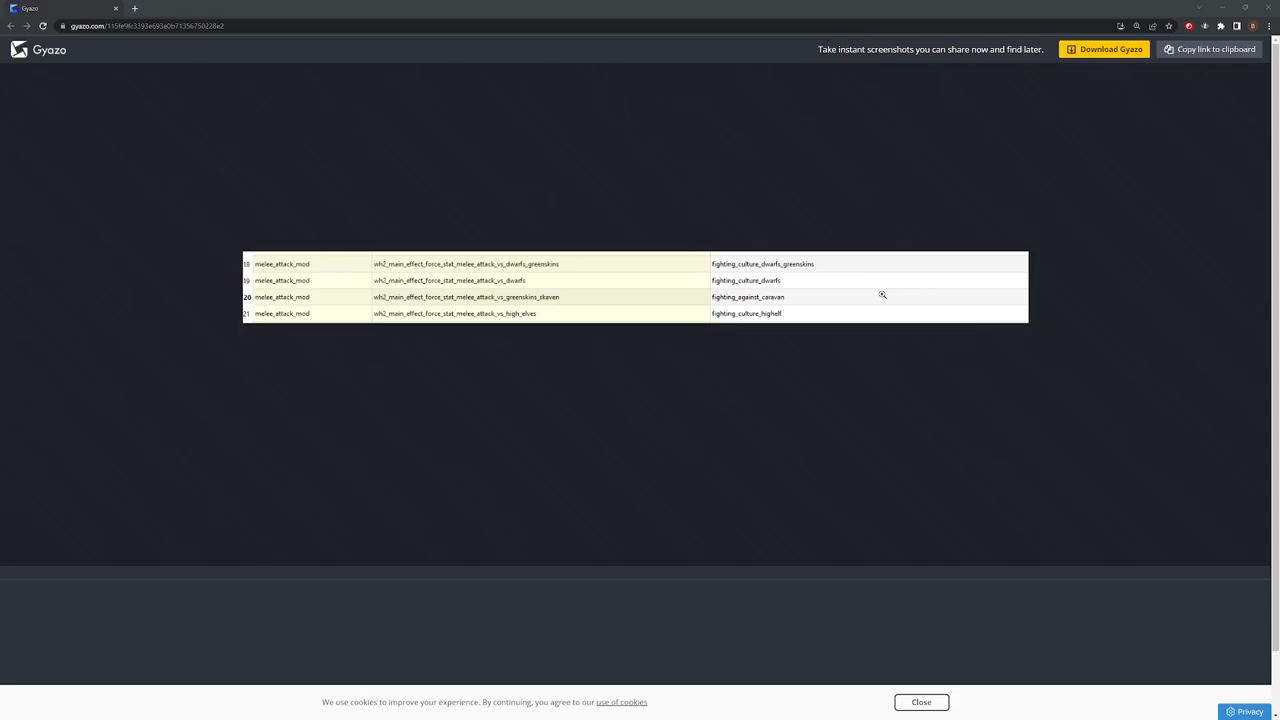 Gyazo
gyazo.com/115fe9fc3393e693e0b71356750228e2
Gyazo
Take instant screenshots you can share now and find later.
Download Gyazo
Copy link to clipboard
18 melee_attack_mod wh2_main_effect_force_stat_melee_attack_vs_dwarfs_greenskins fighting_culture_dwarfs_greenskins
19 melee_attack_mod wh2_main_effect_force_stat_melee_attack_vs_dwarfs fighting_culture_dwarfs
20 melee_attack_mod wh2_main_effect_force_stat_melee_attack_vs_greenskins_skaven fighting_against_caravan
21 melee_attack_mod wh2_main_effect_force_stat_melee_attack_vs_high_elves fighting_culture_highelf
We use cookies to improve your experience. By continuing, you agree to our use of cookies
Close
Privacy